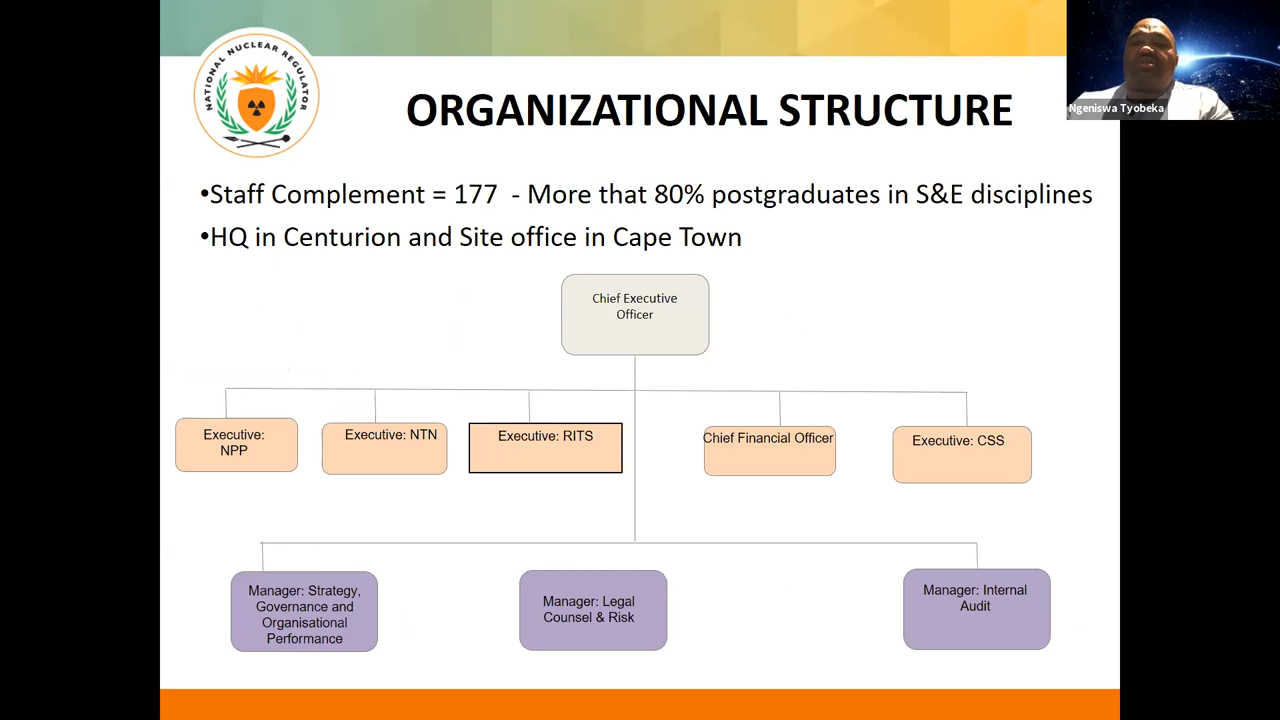 NATIONAL NUCLEAR REGULATOR
Ngeniswa Tyobeka
ORGANIZATIONAL STRUCTURE
•Staff Complement = 177 - More that 80% postgraduates in S&E disciplines
•HQ in Centurion and Site office in Cape Town
Chief Executive
Officer
Executive:
NPP
Executive: NTN
Executive: RITS
Chief Financial Officer
Executive: CSS
Manager: Strategy,
Governance and
Organisational
Performance
Manager: Legal
Counsel & Risk
Manager: Internal
Audit